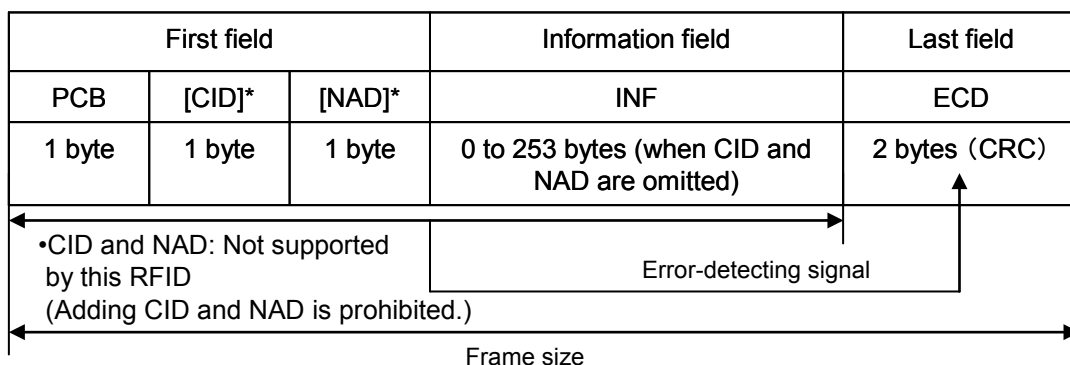 First field Information field Last field
PCB [CID]* [NAD]* INF ECD
1 byte 1 byte 1 byte 0 to 253 bytes (when CID and 2 bytes（CRC）
NAD are omitted)
•CID and NAD: Not supported
by this RFID
Error-detecting signal
(Adding CID and NAD is prohibited.)
Frame size